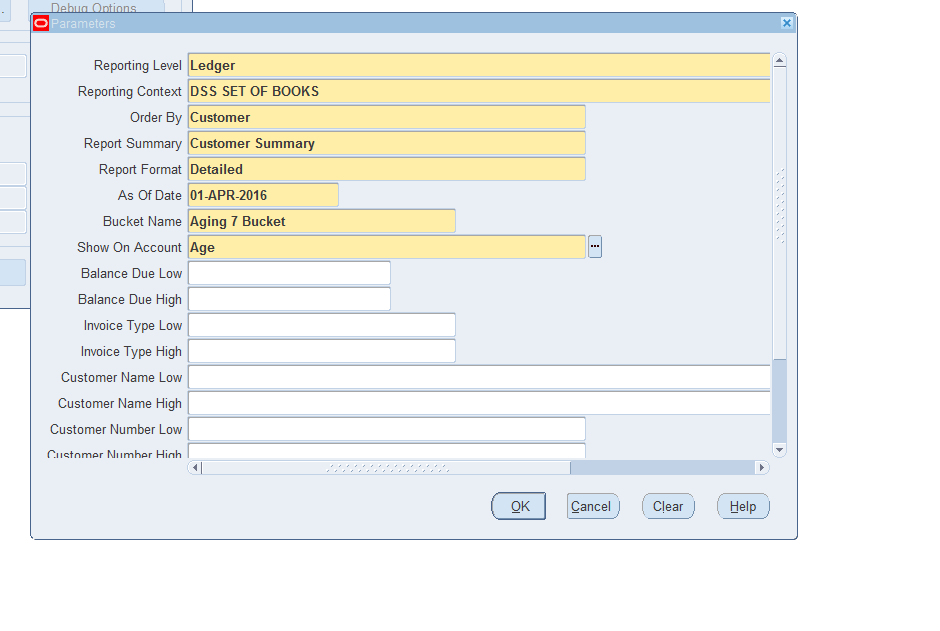 Debug Options
Parameters
Reporting Level Ledger
Reporting Context DSS SET OF BOOKS
Order By Customer
Report Summary Customer Summary
Report Format Detailed
As Of Date 01-APR-2016
Bucket Name Aging 7 Bucket
Show On Account Age ...
Balance Due Low
Balance Due High
Invoice Type Low
Invoice Type High
Customer Name Low
Customer Name High
Customer Number Low
Customer Number High
OK Cancel Clear Help